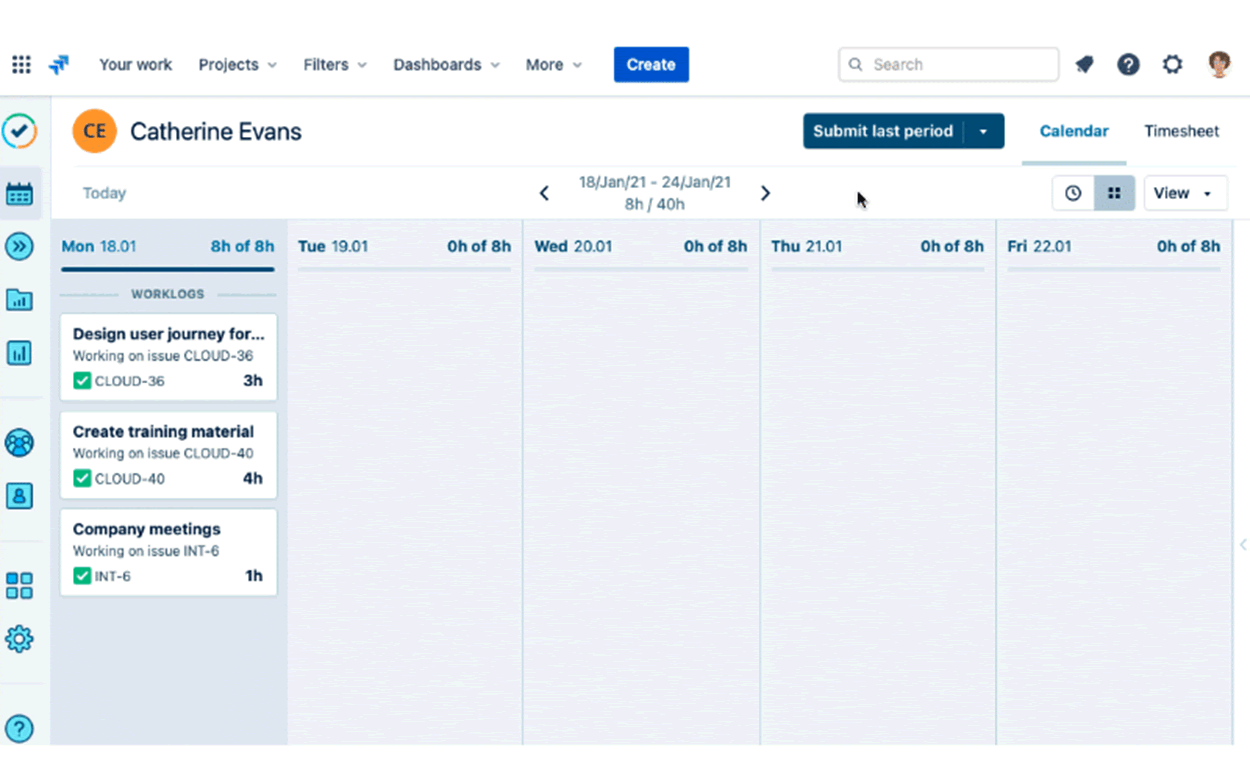 Your work Projects Filters Dashboards More Create Search
CE Catherine Evans Submit last period Calendar Timesheet
Today
18/Jan/21 - 24/Jan/21
8h / 40h
View
Mon 18.01 8h of 8h Tue 19.01 0h of 8h Wed 20.01 0h of 8h Thu 21.01 0h of 8h Fri 22.01 0h of 8h
WORKLOGS
Design user journey for...
Working on issue CLOUD-36
CLOUD-36 3h
Create training material
Working on issue CLOUD-40
CLOUD-40 4h
Company meetings
Working on issue INT-6
INT-6 1h